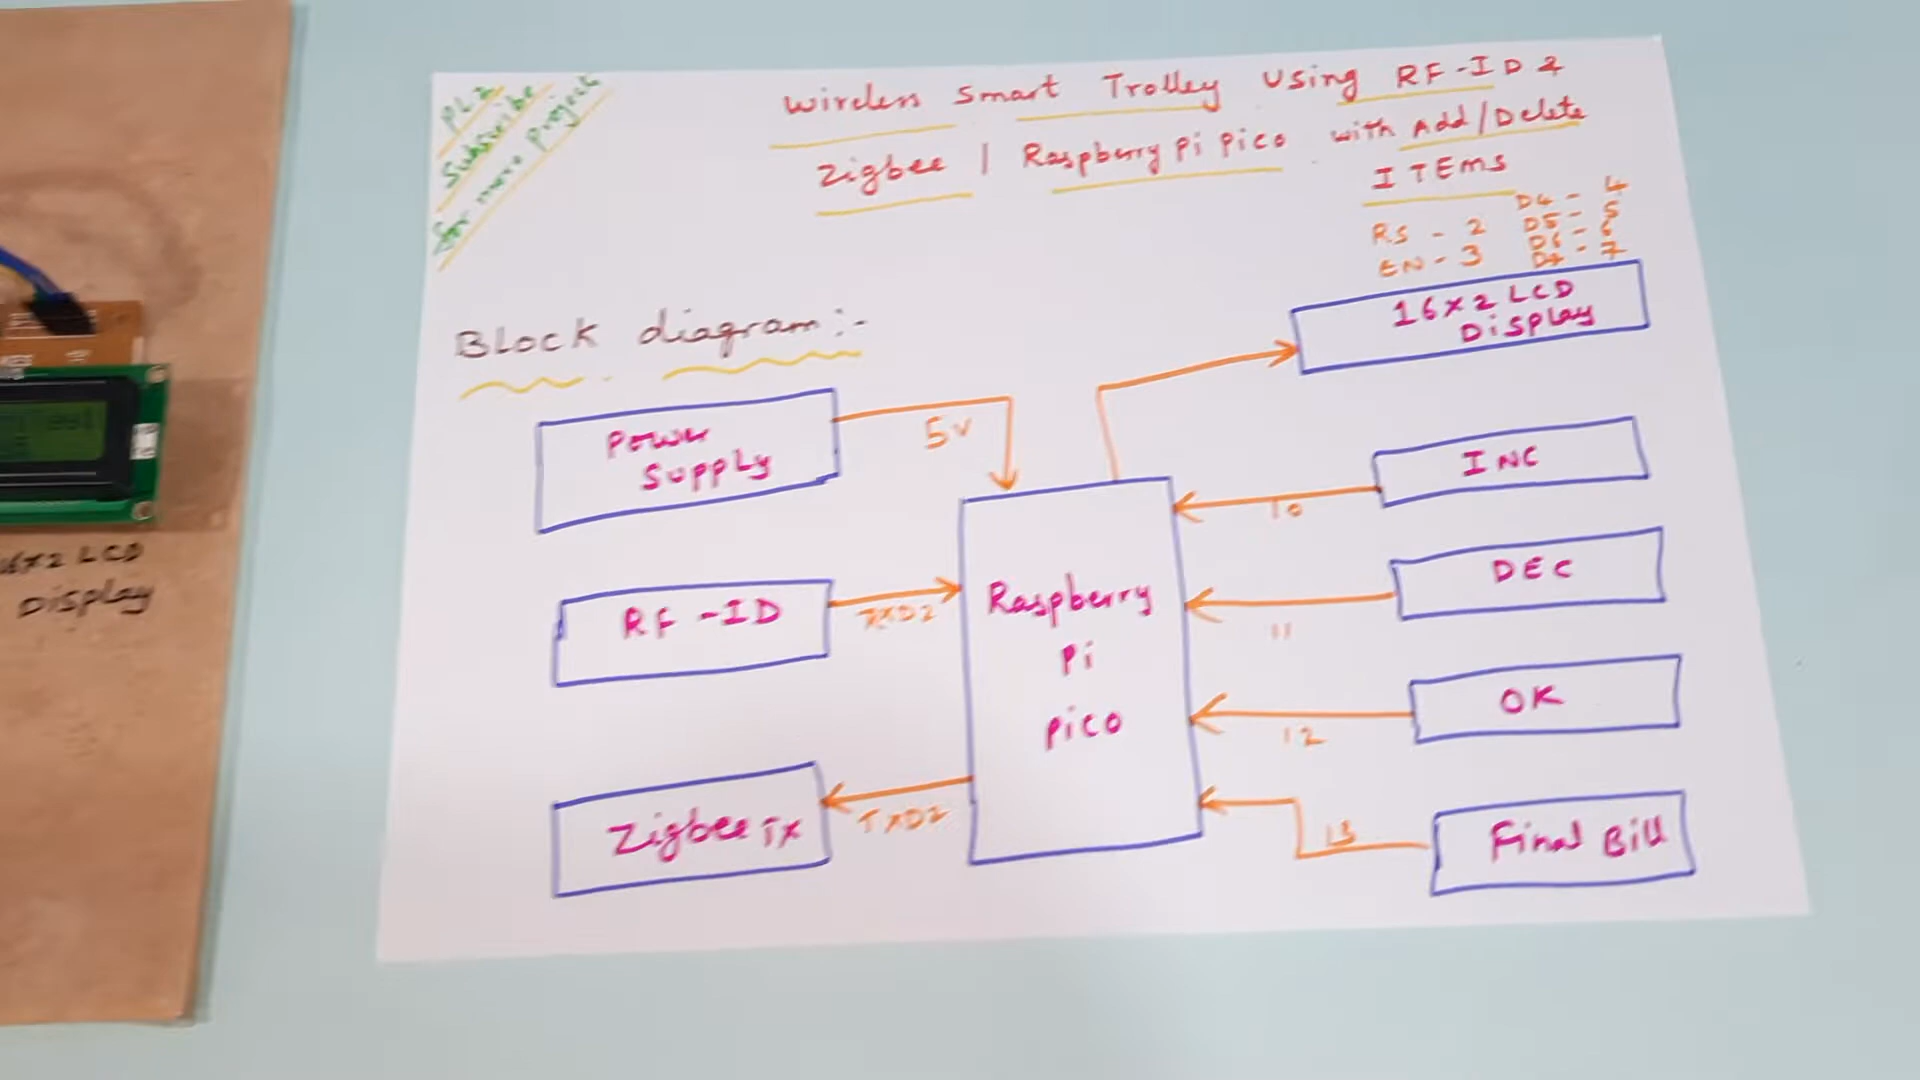 Plz
Subscribe
for more projects
Wireless Smart Trolley Using RF-ID &
Zigbee | Raspberry Pi Pico with Add/Delete
ITEMS
RS - 2
EN - 3
D4 - 4
D5 - 5
D6 - 6
D7 - 7
Block diagram :-
16x2 LCD
Display
Power
Supply
5V
INC
10
RF-ID
Raspberry
Pi
Pico
DEC
11
OK
12
Zigbee Tx
TXD2
Final Bill
13
16x2 LCD
Display